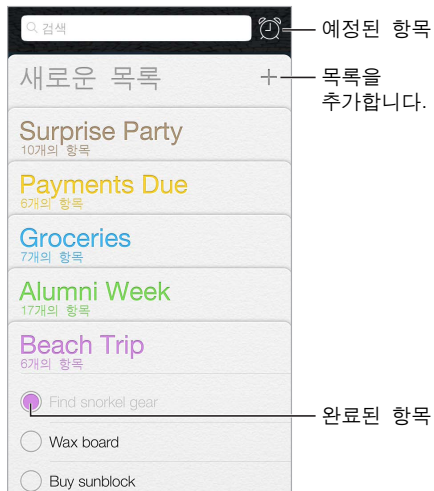 검색
예정된 항목
새로운 목록
목록을
추가합니다.
Surprise Party
10개의 항목
Payments Due
6개의 항목
Groceries
7개의 항목
Alumni Week
17개의 항목
Beach Trip
6개의 항목
Find snorkel gear
완료된 항목
Wax board
Buy sunblock